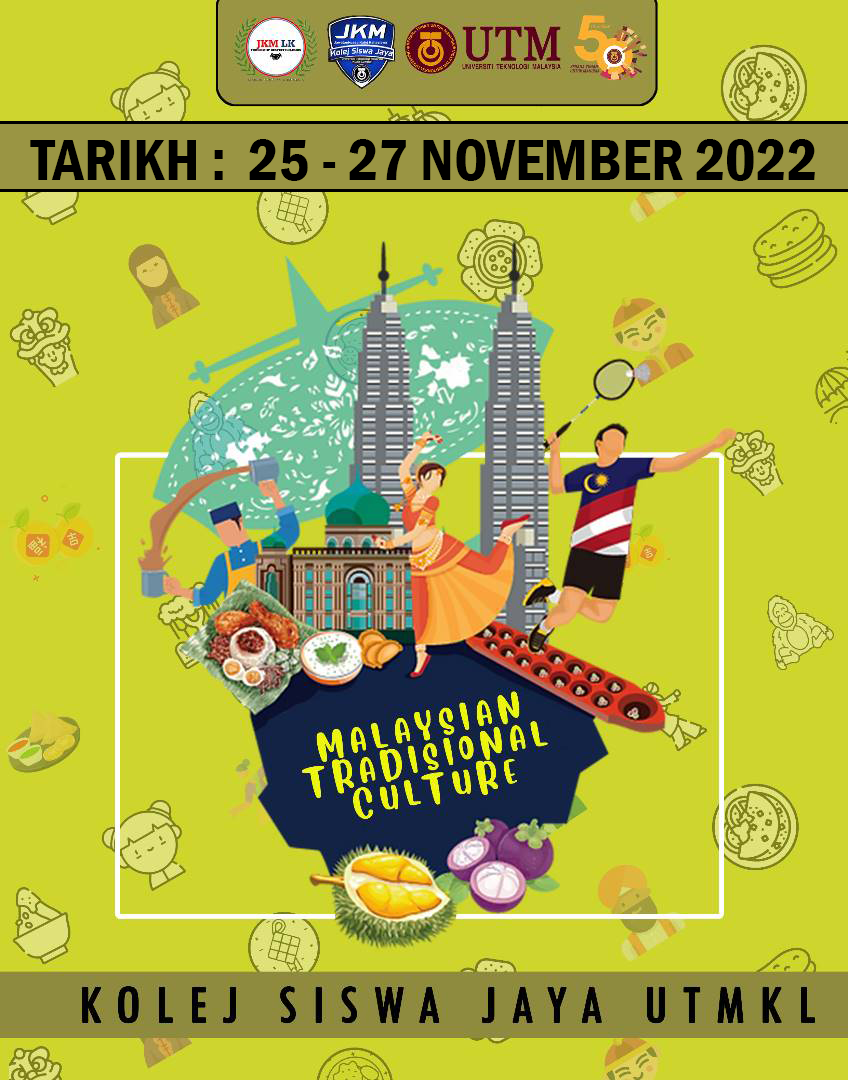 JKM LK
JKM
Kolej Siswa Jaya
UTM
UNIVERSITI TEKNOLOGI MALAYSIA
50
TARIKH : 25 - 27 NOVEMBER 2022
MALAYSIAN
TRADISIONAL
CULTURE
KOLEJ SISWA JAYA UTMKL